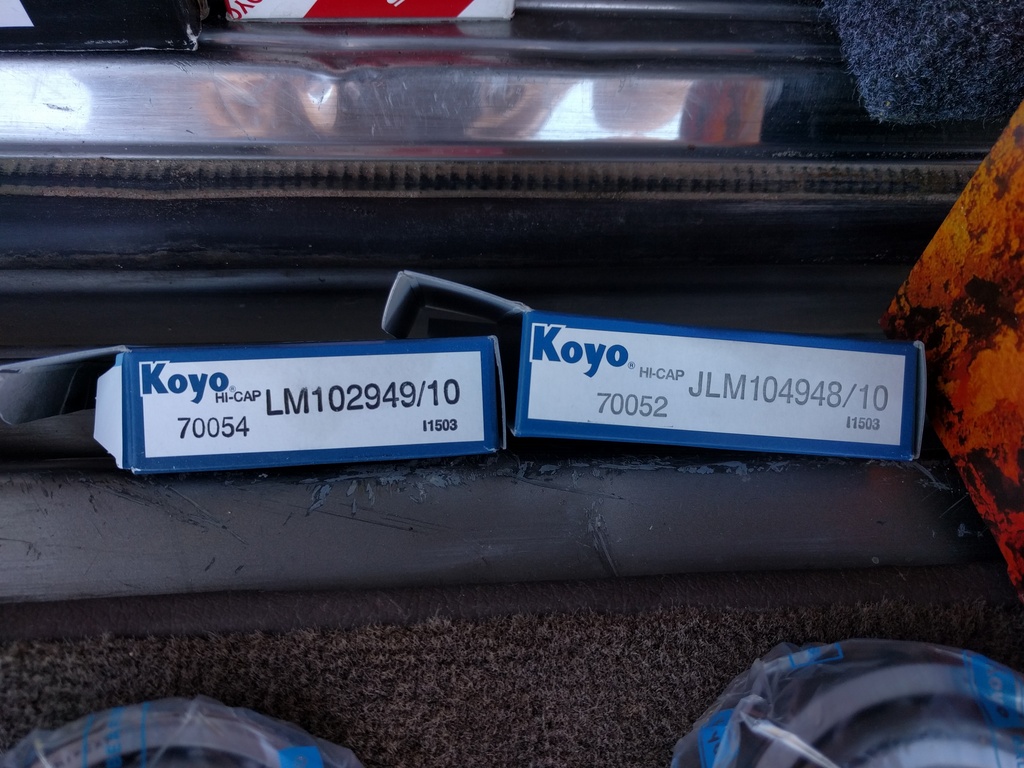 Koyo® HI-CAP LM102949/10
70054 I1503
Koyo® HI-CAP JLM104948/10
70052 I1503